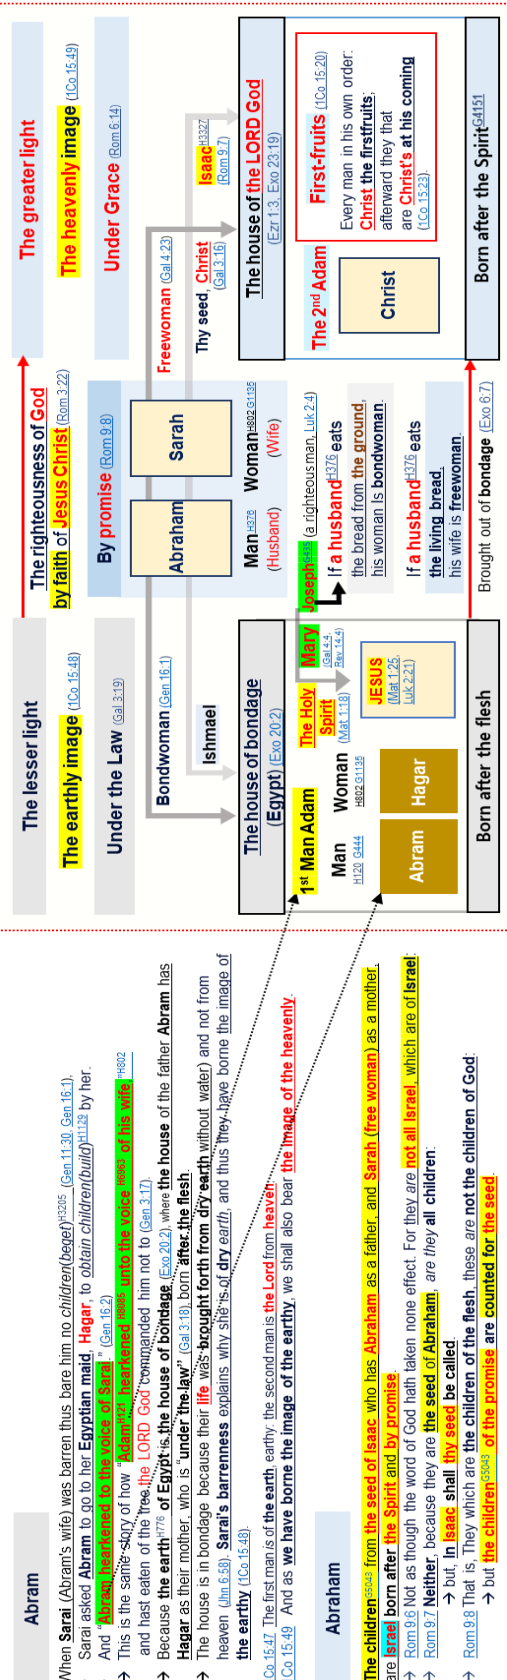 Abram
When Sarai (Abram's wife) was barren thus bare him no children(beget)H3205 (Gen 11:30, Gen 16:1),
Sarai asked Abram to go to her Egyptian maid, Hagar, to obtain children(build)H1129 by her.
And "Abram hearkened to the voice of Sarai." (Gen 16:2)
→ This is the same story of how "AdamH121 hearkened H8085 unto the voice H6963 of his wife,"H802
and hast eaten of the tree, the LORD God commanded him not to (Gen 3:17).
→ Because the earthH776 of Egypt is the house of bondage (Exo 20:2), where the house of the father Abram has
Hagar as their mother, who is "under the law" (Gal 3:18), born after the flesh.
→ The house is in bondage because their life was brought forth from dry earth without water) and not from
heaven (Jhn 6:58). Sarai's barrenness explains why she is of dry earth, and thus they have borne the image of
the earthy (1Co 15:48).
Co 15:47 The first man is of the earth, earthy: the second man is the Lord from heaven.
Co 15:49 And as we have borne the image of the earthy, we shall also bear the image of the heavenly.
Abraham
The childrenG5043 from the seed of Isaac who has Abraham as a father, and Sarah (free woman) as a mother,
are Israel born after the Spirit and by promise.
→ Rom 9:6 Not as though the word of God hath taken none effect. For they are not all Israel, which are of Israel:
→ Rom 9:7 Neither, because they are the seed of Abraham, are they all children:
→ but, In Isaac shall thy seed be called.
→ Rom 9:8 That is, They which are the children of the flesh, these are not the children of God:
→ but the childrenG5043 of the promise are counted for the seed.
The lesser light
The righteousness of God
by faith of Jesus Christ (Rom 3:22)
The greater light
The earthly image (1Co 15:48)
The heavenly image (1Co 15:49)
Under the Law (Gal 3:19)
By promise (Rom 9:8)
Under Grace (Rom 6:14)
Bondwoman (Gen 16:1)
Abraham
Sarah
Freewoman (Gal 4:23)
Ishmael
Thy seed, Christ
(Gal 3:16)
IsaacH3327
(Rom 9:7)
Man H376
(Husband)
WomanH802 G1135
(Wife)
The house of bondage
(Egypt) (Exo 20:2)
The house of the LORD God
(Ezr 1:3, Exo 23:19)
1st Man Adam
The Holy
Spirit
(Mat 1:18)
Mary
(Gal 4:4,
Rev 14:4)
JosephG435 (a righteous man, Luk 2:4)
Man
H120 G444
Woman
H802 G1135
JESUS
(Mat 1:25,
Luk 2:21)
Abram
Hagar
If a husbandH376 eats
the bread from the ground,
his woman is bondwoman.
If a husbandH376 eats
the living bread,
his wife is freewoman.
The 2nd Adam
Christ
First-fruits (1Co 15:20)
Every man in his own order:
Christ the firstfruits;
afterward they that
are Christ's at his coming
(1Co 15:23).
Born after the flesh
Brought out of bondage (Exo 6:7)
Born after the SpiritG4151